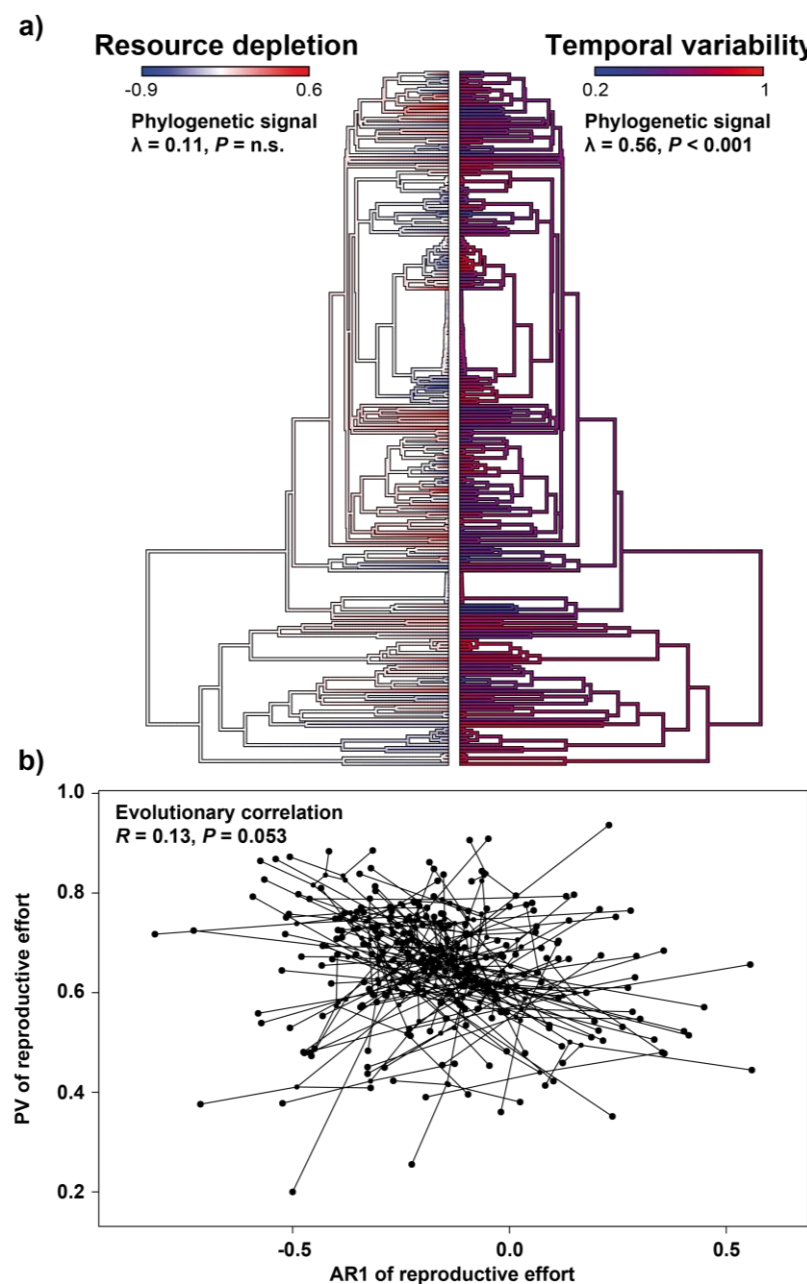 a)
Resource depletion
-0.9 0.6
Phylogenetic signal
λ = 0.11, P = n.s.
Temporal variability
0.2 1
Phylogenetic signal
λ = 0.56, P < 0.001
b)
Evolutionary correlation
R = 0.13, P = 0.053
PV of reproductive effort
1.0
0.8
0.6
0.4
0.2
-0.5 0.0 0.5
AR1 of reproductive effort